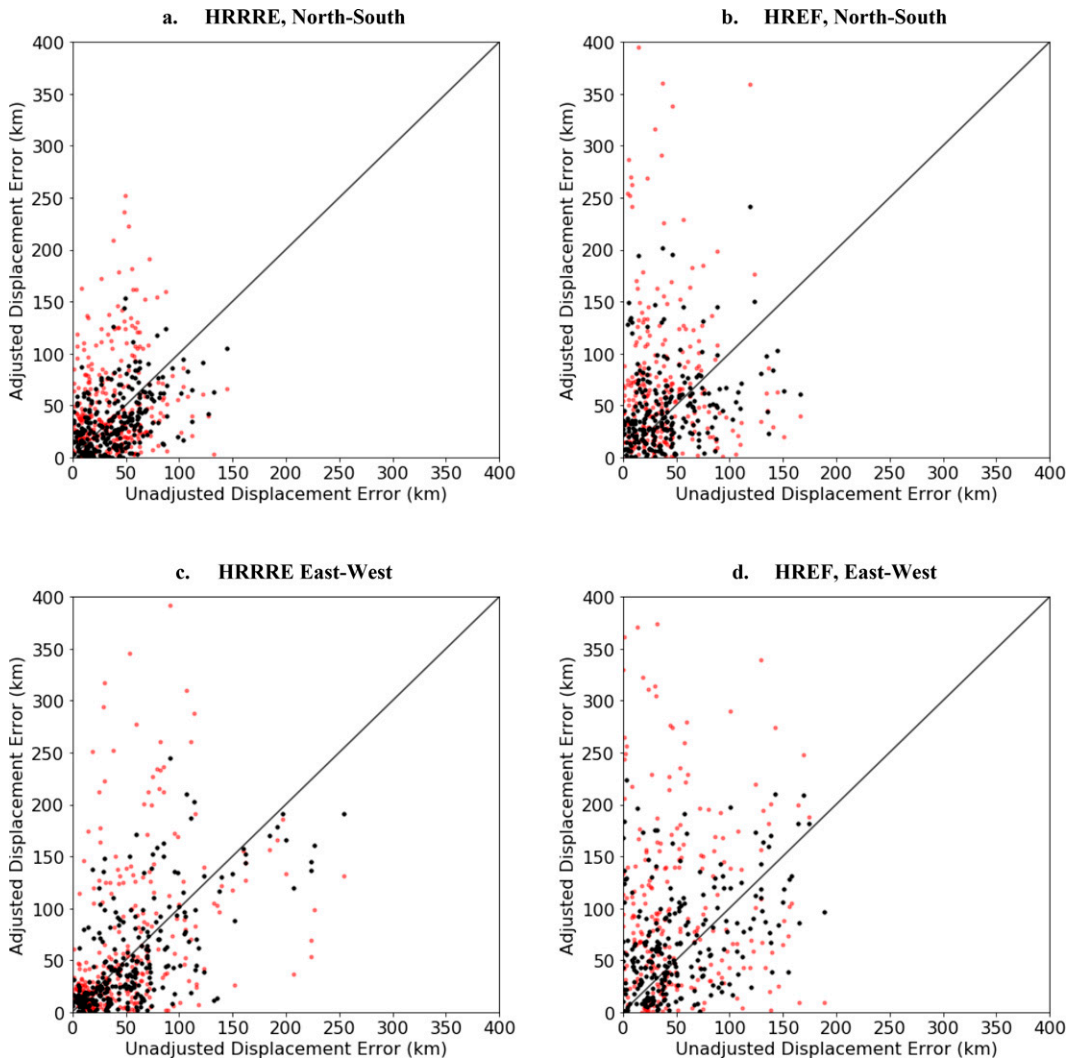 a. HRRRE, North-South
400
350
300
250
200
150
100
50
0
Adjusted Displacement Error (km)
0 50 100 150 200 250 300 350 400
Unadjusted Displacement Error (km)
b. HREF, North-South
400
350
300
250
200
150
100
50
0
Adjusted Displacement Error (km)
0 50 100 150 200 250 300 350 400
Unadjusted Displacement Error (km)
c. HRRRE East-West
400
350
300
250
200
150
100
50
0
Adjusted Displacement Error (km)
0 50 100 150 200 250 300 350 400
Unadjusted Displacement Error (km)
d. HREF, East-West
400
350
300
250
200
150
100
50
0
Adjusted Displacement Error (km)
0 50 100 150 200 250 300 350 400
Unadjusted Displacement Error (km)